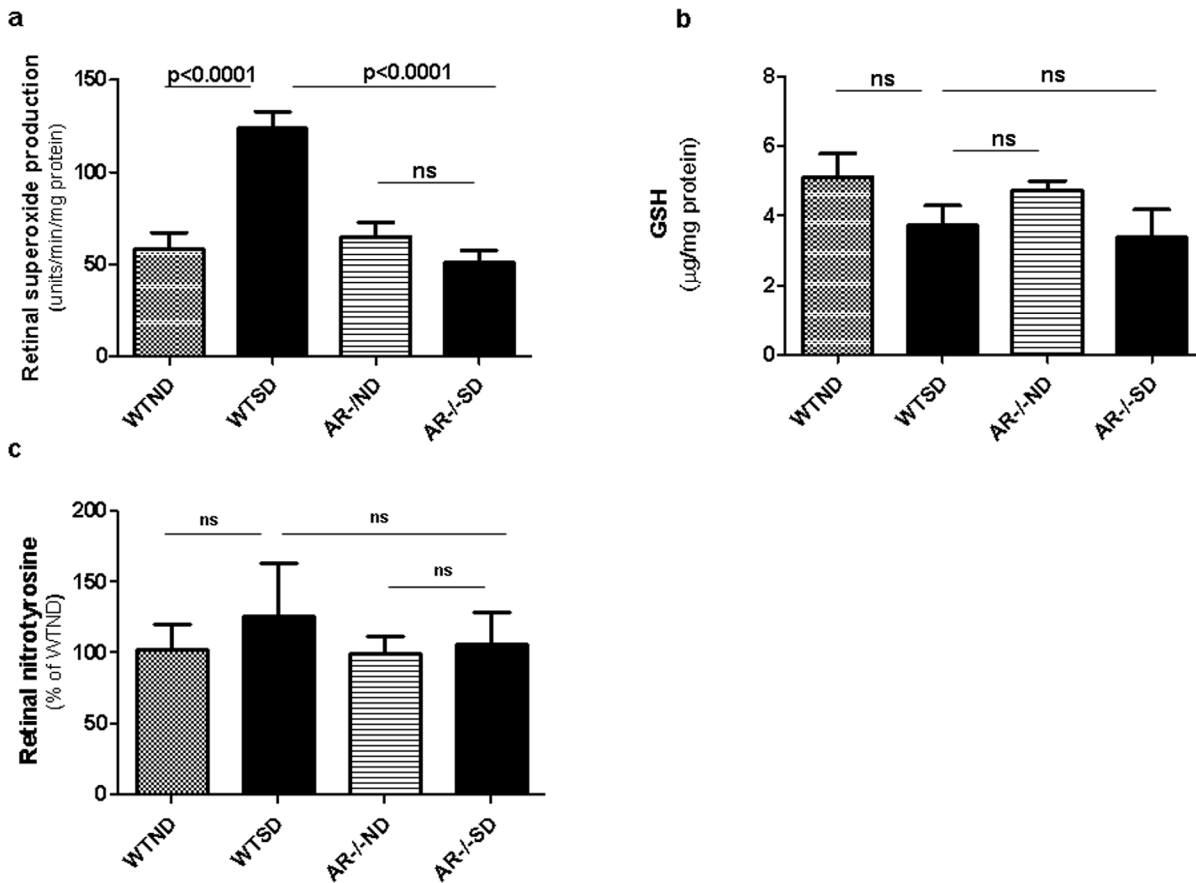 a
Retinal superoxide production
(units/min/mg protein)
150
100
50
0
p<0.0001
p<0.0001
ns
WTND
WTSD
AR-/ND
AR-/-SD
b
GSH
(µg/mg protein)
8
6
4
2
0
ns
ns
ns
WTND
WTSD
AR-/-ND
AR-/-SD
c
Retinal nitrotyrosine
(% of WTND)
200
150
100
50
0
ns
ns
ns
WTND
WTSD
AR-/-ND
AR-/-SD